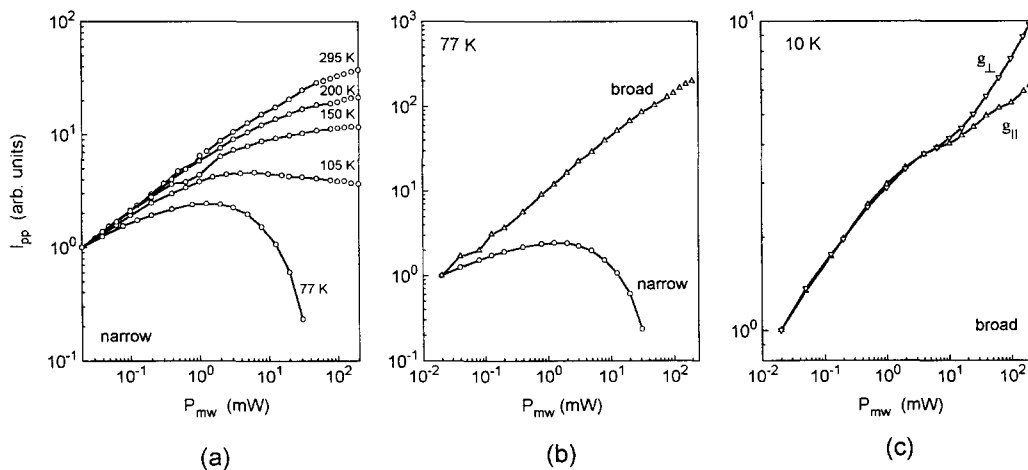 10²
10¹
10⁰
10⁻¹
I_pp (arb. units)
295 K
200 K
150 K
105 K
77 K
narrow
10⁻¹ 10⁰ 10¹ 10²
P_mw (mW)
(a)
10³
10²
10¹
10⁰
10⁻¹
77 K
broad
narrow
10⁻² 10⁻¹ 10⁰ 10¹ 10²
P_mw (mW)
(b)
10¹
10⁰
10 K
g_⊥
g_||
broad
10⁻² 10⁻¹ 10⁰ 10¹ 10²
P_mw (mW)
(c)